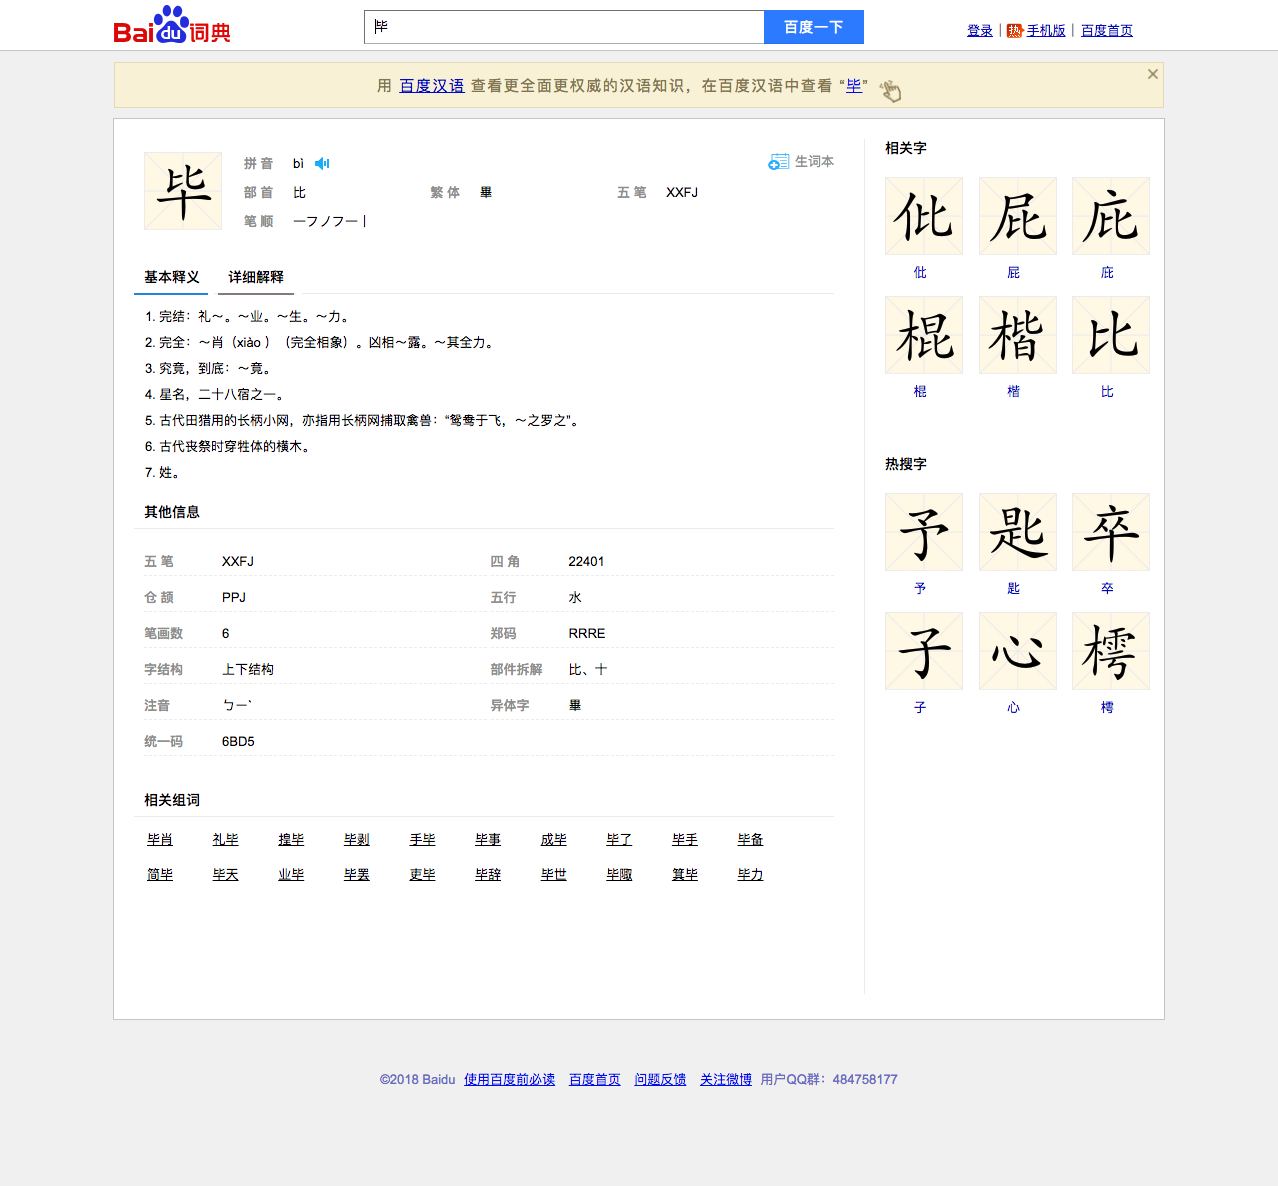 Baidu词典
毕
百度一下
登录 | 热 手机版 | 百度首页
用 百度汉语 查看更全面更权威的汉语知识，在百度汉语中查看 “毕”
毕
拼 音 bì
生词本
部 首 比 繁 体 畢 五 笔 XXFJ
笔 顺 一フノフ一丨
基本释义 详细解释
1. 完结：礼～。～业。～生。～力。
2. 完全：～肖（xiào ）（完全相象）。凶相～露。～其全力。
3. 究竟，到底：～竟。
4. 星名，二十八宿之一。
5. 古代田猎用的长柄小网，亦指用长柄网捕取禽兽：“鸳鸯于飞，～之罗之”。
6. 古代丧祭时穿牲体的横木。
7. 姓。
其他信息
五 笔 XXFJ 四 角 22401
仓 颉 PPJ 五行 水
笔画数 6 郑码 RRRE
字结构 上下结构 部件拆解 比、十
注音 ㄅㄧˋ 异体字 畢
统一码 6BD5
相关组词
毕肖 礼毕 揘毕 毕剥 手毕 毕事 成毕 毕了 毕手 毕备
简毕 毕天 业毕 毕罢 吏毕 毕辞 毕世 毕陬 箕毕 毕力
相关字
仳 屁 庇
仳 屁 庇
棍 楷 比
棍 楷 比
热搜字
予 匙 卒
予 匙 卒
子 心 樗
子 心 樗
©2018 Baidu 使用百度前必读 百度首页 问题反馈 关注微博 用户QQ群：484758177